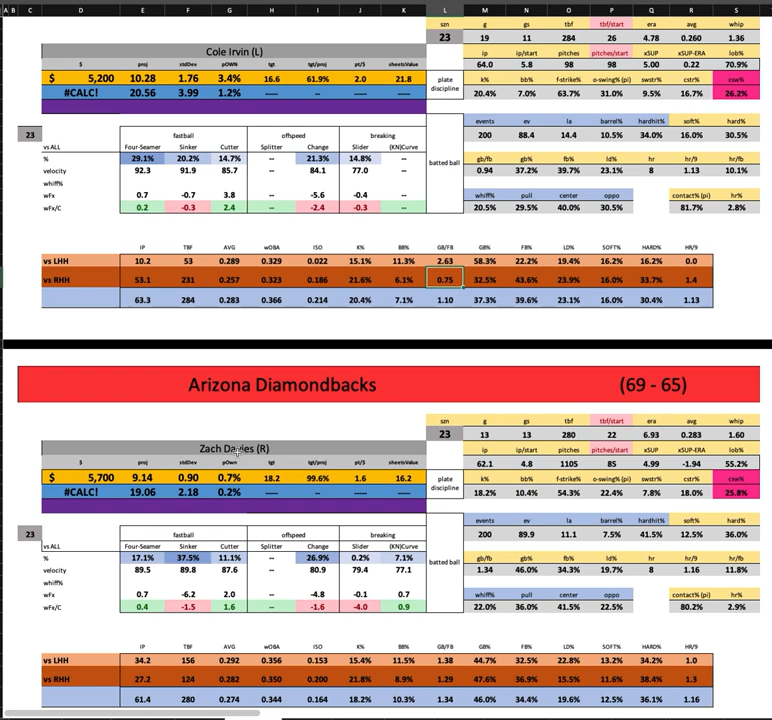 A B C D E F G H I J K L M N O P Q R S
szn g gs tbf tbf/start era avg whip
23 19 11 284 26 4.78 0.260 1.36
Cole Irvin (L) ip ip/start pitches pitches/start xSUP xSUP-ERA lob%
$ proj stdDev pOWN tgt tgt/proj pt/$ sheetsValue 64.0 5.8 98 98 5.00 0.22 70.9%
$ 5,200 10.28 1.76 3.4% 16.6 61.9% 2.0 21.8 plate discipline k% bb% f-strike% o-swing% (pi) swstr% cstr% csw%
#CALC! 20.56 3.99 1.2% ----- -- ----- ----- 20.4% 7.0% 63.7% 31.0% 9.5% 16.7% 26.2%
events ev la barrel% hardhit% soft% hard%
23 fastball offspeed breaking 200 88.4 14.4 10.5% 34.0% 16.0% 30.5%
vs ALL Four-Seamer Sinker Cutter Splitter Change Slider (KN)Curve
% 29.1% 20.2% 14.7% -- 21.3% 14.8% -- batted ball gb/fb gb% fb% ld% hr hr/9 hr/fb
velocity 92.3 91.9 85.7 -- 84.1 77.0 -- 0.94 37.2% 39.7% 23.1% 8 1.13 10.1%
whiff%
wFx 0.7 -0.7 3.8 -- -5.6 -0.4 -- whiff% pull center oppo contact% (pi) hr%
wFx/C 0.2 -0.3 2.4 -- -2.4 -0.3 -- 20.5% 29.5% 40.0% 30.5% 81.7% 2.8%
IP TBF AVG wOBA ISO K% BB% GB/FB GB% FB% LD% SOFT% HARD% HR/9
vs LHH 10.2 53 0.289 0.329 0.022 15.1% 11.3% 2.63 58.3% 22.2% 19.4% 16.2% 16.2% 0.0
vs RHH 53.1 231 0.257 0.323 0.186 21.6% 6.1% 0.75 32.5% 43.6% 23.9% 16.0% 33.7% 1.4
63.3 284 0.283 0.366 0.214 20.4% 7.1% 1.10 37.3% 39.6% 23.1% 16.0% 30.4% 1.13
Arizona Diamondbacks (69 - 65)
szn g gs tbf tbf/start era avg whip
23 13 13 280 22 6.93 0.283 1.60
Zach Davies (R) ip ip/start pitches pitches/start xSUP xSUP-ERA lob%
$ proj stdDev pOwn tgt tgt/proj pt/$ sheetsValue 62.1 4.8 1105 85 4.99 -1.94 55.2%
$ 5,700 9.14 0.90 0.7% 18.2 99.6% 1.6 16.2 plate discipline k% bb% f-strike% o-swing% (pi) swstr% cstr% csw%
#CALC! 19.06 2.18 0.2% ----- -- ----- ----- 18.2% 10.4% 54.3% 22.4% 7.8% 18.0% 25.8%
events ev la barrel% hardhit% soft% hard%
23 fastball offspeed breaking 200 89.9 11.1 7.5% 41.5% 12.5% 36.0%
vs ALL Four-Seamer Sinker Cutter Splitter Change Slider (KN)Curve
% 17.1% 37.5% 11.1% -- 26.9% 0.2% 7.1% batted ball gb/fb gb% fb% ld% hr hr/9 hr/fb
velocity 89.5 89.8 87.6 -- 80.9 79.4 77.1 1.34 46.0% 34.3% 19.7% 8 1.16 11.8%
whiff%
wFx 0.7 -6.2 2.0 -- -4.8 -0.1 0.7 whiff% pull center oppo contact% (pi) hr%
wFx/C 0.4 -1.5 1.6 -- -1.6 -4.0 0.9 22.0% 36.0% 41.5% 22.5% 80.2% 2.9%
IP TBF AVG wOBA ISO K% BB% GB/FB GB% FB% LD% SOFT% HARD% HR/9
vs LHH 34.2 156 0.292 0.356 0.153 15.4% 11.5% 1.38 44.7% 32.5% 22.8% 13.2% 34.2% 1.0
vs RHH 27.2 124 0.282 0.350 0.200 21.8% 8.9% 1.29 47.6% 36.9% 15.5% 11.6% 38.4% 1.3
61.4 280 0.274 0.344 0.164 18.2% 10.3% 1.34 46.0% 34.4% 19.6% 12.5% 36.1% 1.16